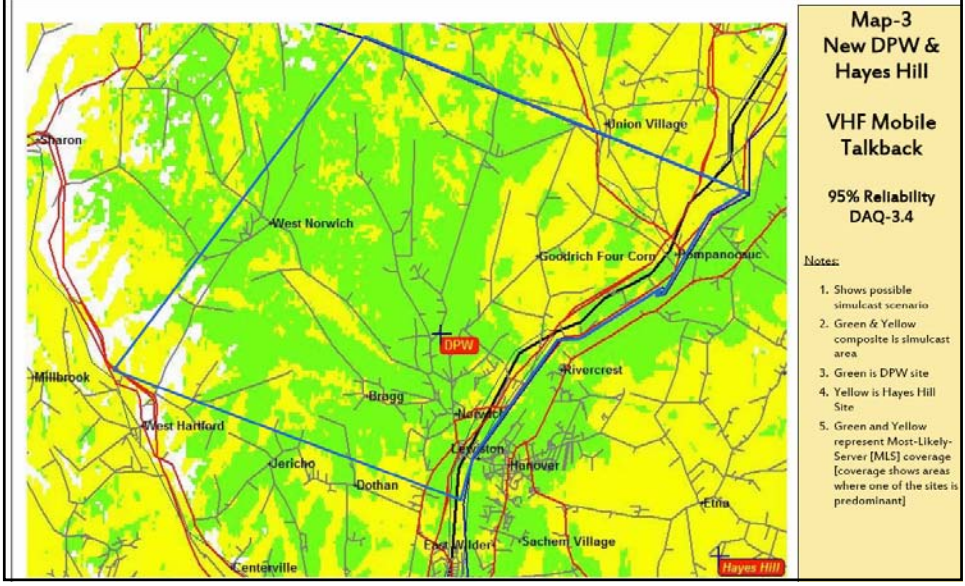 Map-3
New DPW &
Hayes Hill
VHF Mobile
Talkback
95% Reliability
DAQ-3.4
Notes:
1. Shows possible
simulcast scenario
2. Green & Yellow
composite is simulcast
area
3. Green is DPW site
4. Yellow is Hayes Hill
Site
5. Green and Yellow
represent Most-Likely-
Server [MLS] coverage
[coverage shows areas
where one of the sites is
predominant]
Union Village
Sharon
West Norwich
Goodrich Four Corn
Pompanoosuc
DPW
Rivercrest
Millbrook
Bragg
Norwich
West Hartford
Lewiston
Hanover
Jericho
Dothan
Etna
East Wilder
Sachem Village
Centerville
Hayes Hill